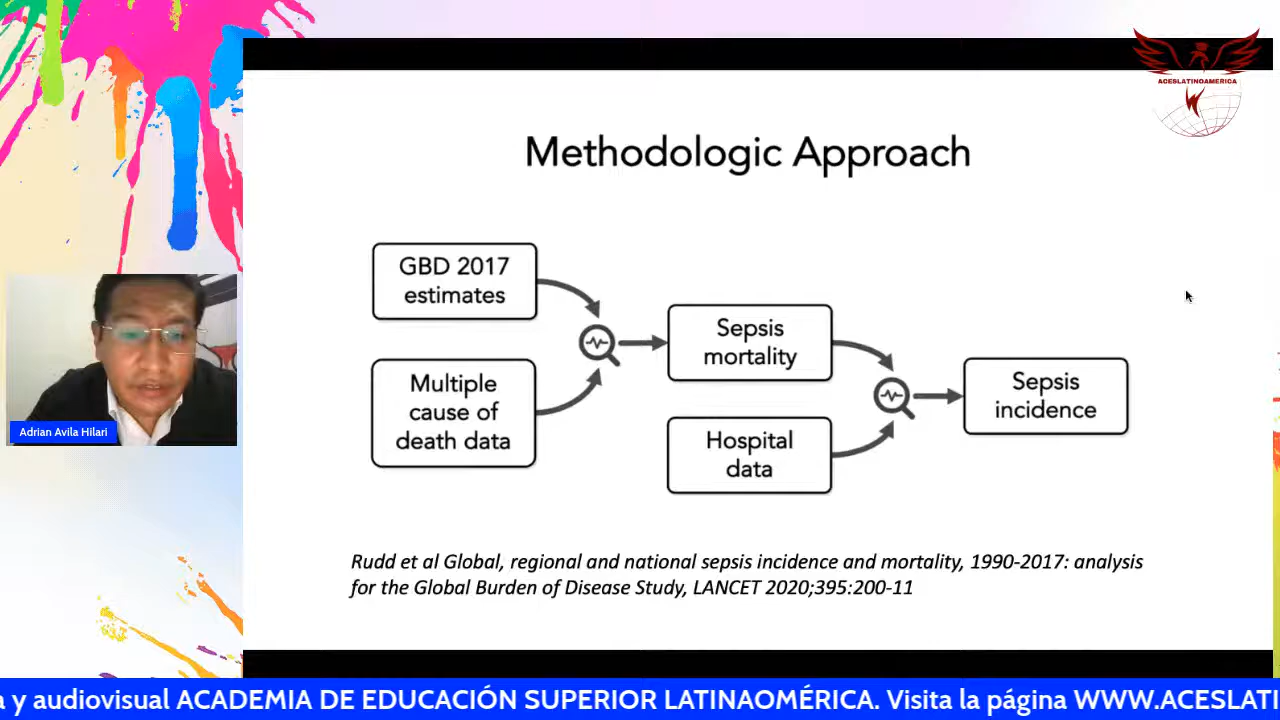 ACESLATINOAMERICA
Methodologic Approach
GBD 2017
estimates
Multiple
cause of
death data
Sepsis
mortality
Hospital
data
Sepsis
incidence
Rudd et al Global, regional and national sepsis incidence and mortality, 1990-2017: analysis
for the Global Burden of Disease Study, LANCET 2020;395:200-11
Adrian Avila Hilari
a y audiovisual ACADEMIA DE EDUCACIÓN SUPERIOR LATINAOMÉRICA. Visita la página WWW.ACESLATI